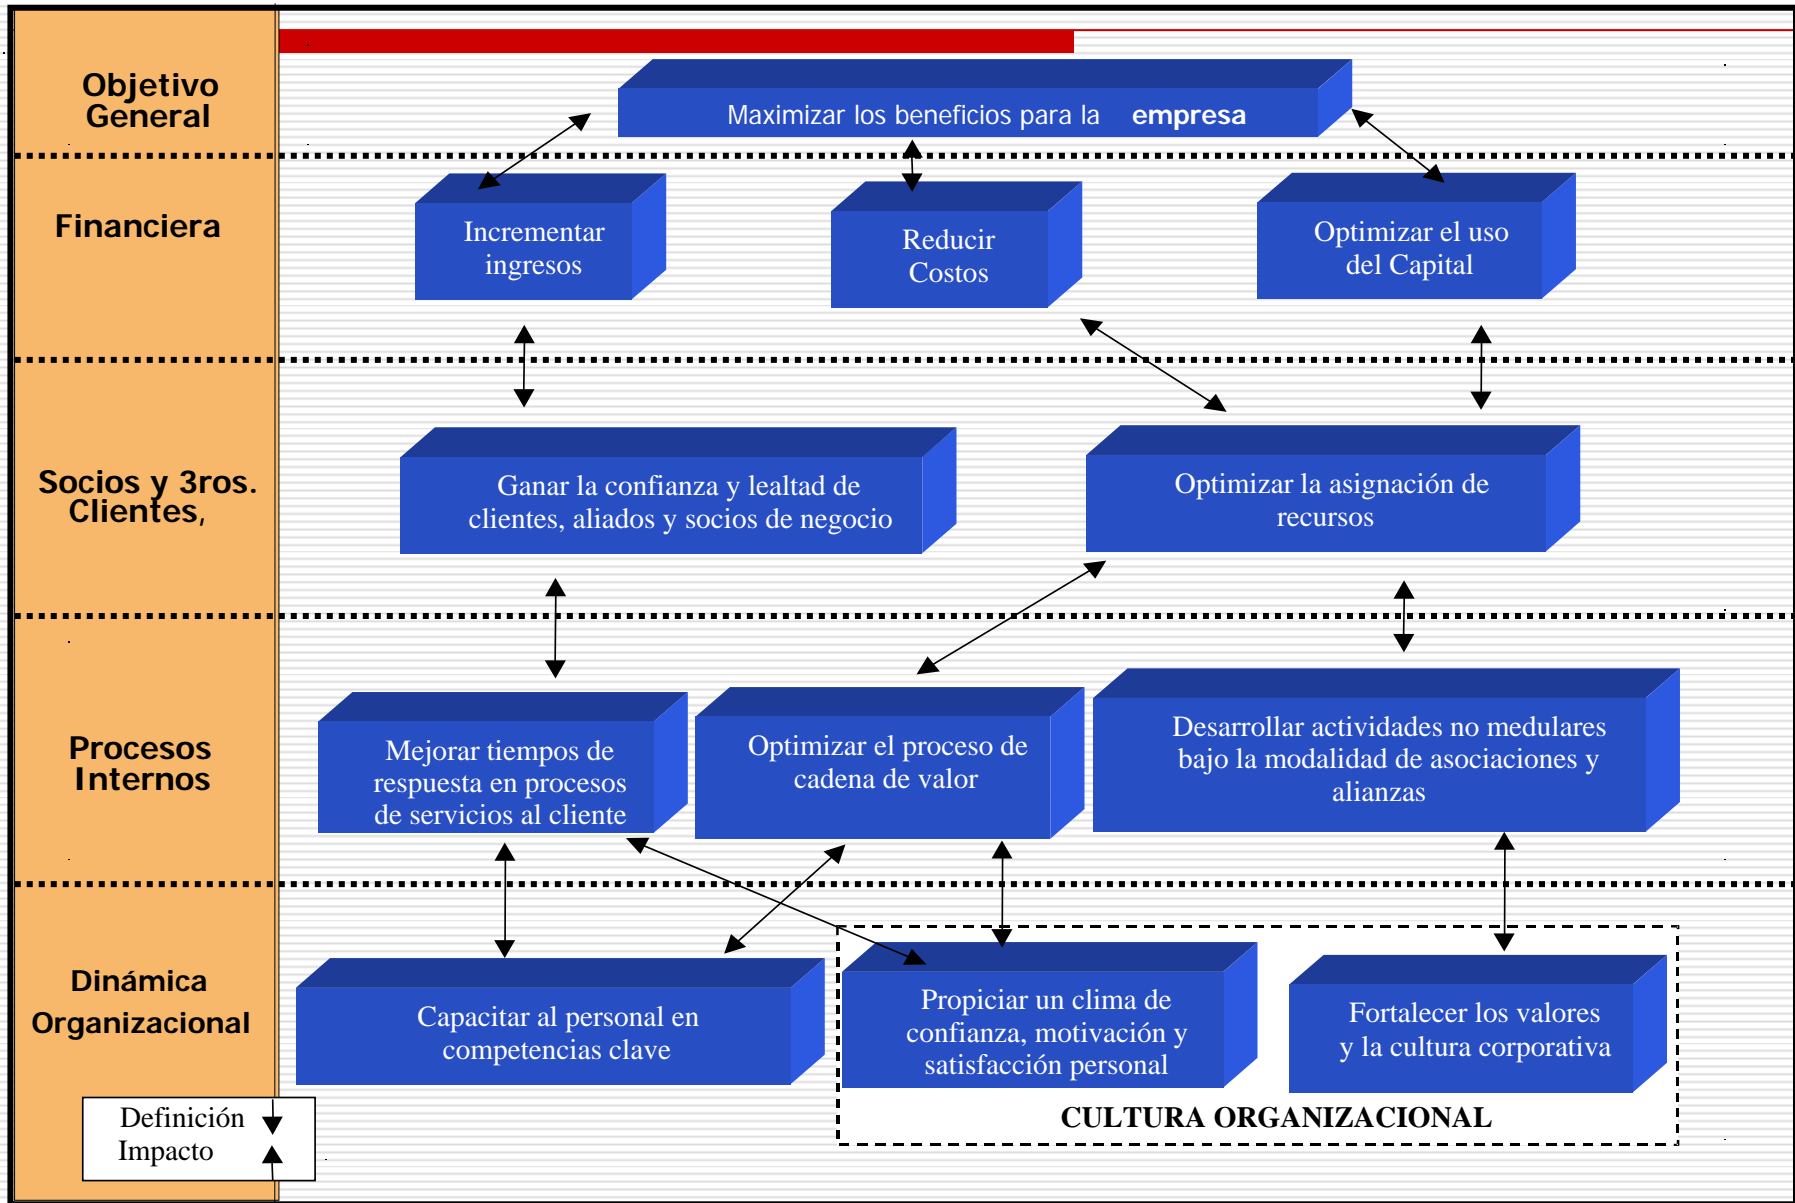 Objetivo
General
Maximizar los beneficios para la empresa
Financiera
Incrementar
ingresos
Reducir
Costos
Optimizar el uso
del Capital
Socios y 3ros.
Clientes,
Ganar la confianza y lealtad de
clientes, aliados y socios de negocio
Optimizar la asignación de
recursos
Procesos
Internos
Mejorar tiempos de
respuesta en procesos
de servicios al cliente
Optimizar el proceso de
cadena de valor
Desarrollar actividades no medulares
bajo la modalidad de asociaciones y
alianzas
Dinámica
Organizacional
Capacitar al personal en
competencias clave
Propiciar un clima de
confianza, motivación y
satisfacción personal
Fortalecer los valores
y la cultura corporativa
CULTURA ORGANIZACIONAL
Definición
Impacto